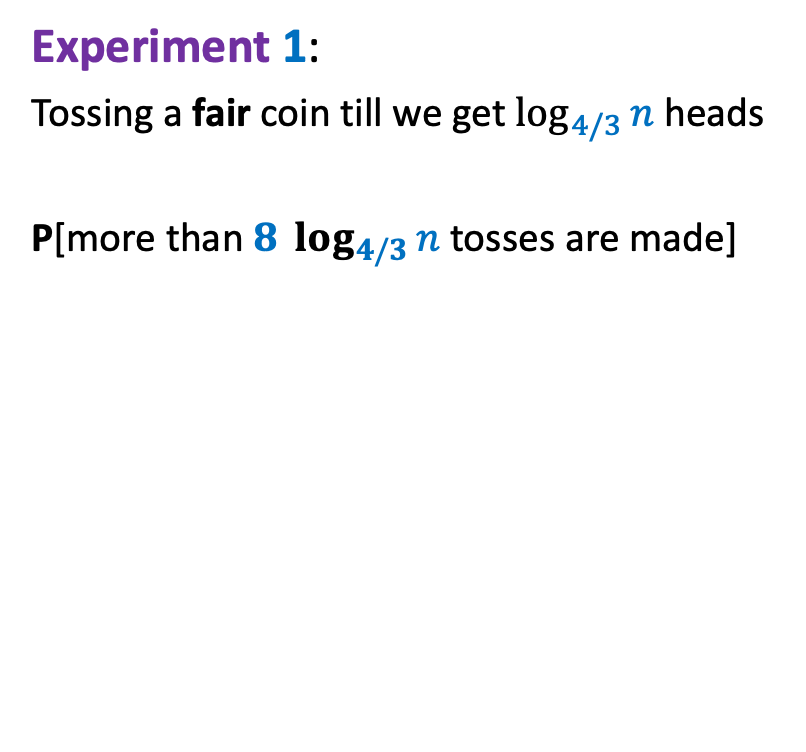 Experiment 1:
Tossing a fair coin till we get log₄/₃ n heads
P[more than 8 log₄/₃ n tosses are made]